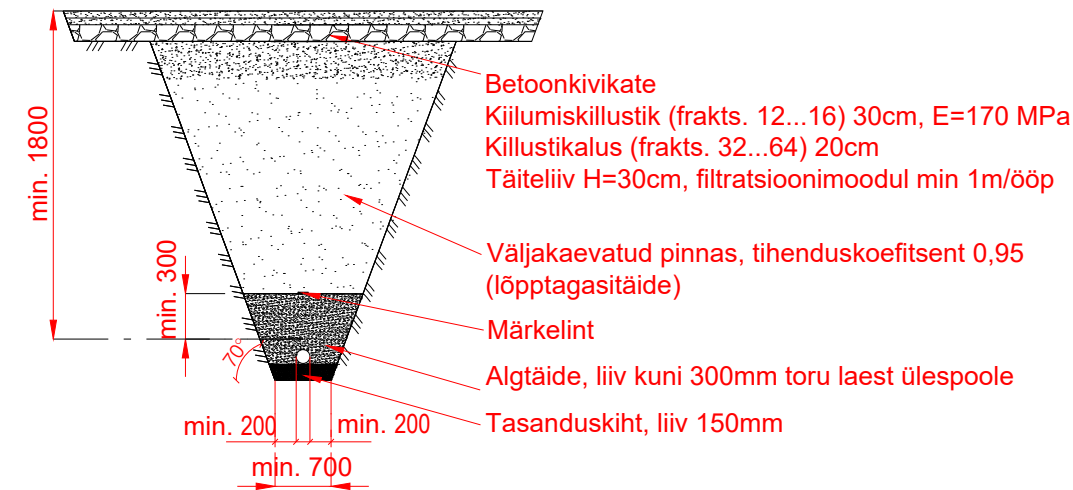 Betoonkivikate
Kiilumiskillustik (frakts. 12...16) 30cm, E=170 MPa
Killustikalus (frakts. 32...64) 20cm
Täiteliiv H=30cm, filtratsioonimoodul min 1m/ööp
min. 1800
Väljakaevatud pinnas, tihenduskoefitsent 0,95
(lõpptagasitäide)
min. 300
Märkelint
70°
Algtäide, liiv kuni 300mm toru laest ülespoole
Tasanduskiht, liiv 150mm
min. 200
min. 200
min. 700